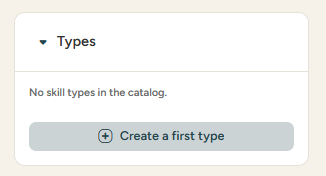 Types
No skill types in the catalog.
Create a first type